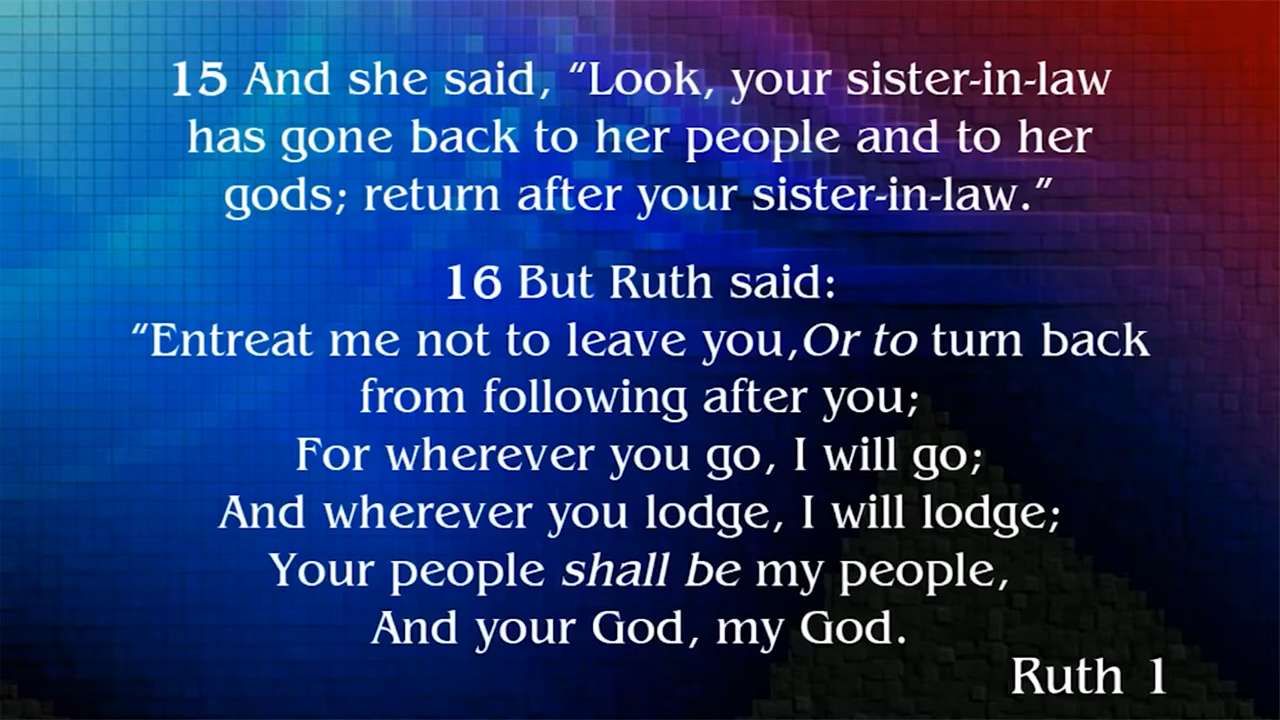 15 And she said, “Look, your sister-in-law
has gone back to her people and to her
gods; return after your sister-in-law.”
16 But Ruth said:
“Entreat me not to leave you,Or to turn back
from following after you;
For wherever you go, I will go;
And wherever you lodge, I will lodge;
Your people shall be my people,
And your God, my God.
Ruth 1